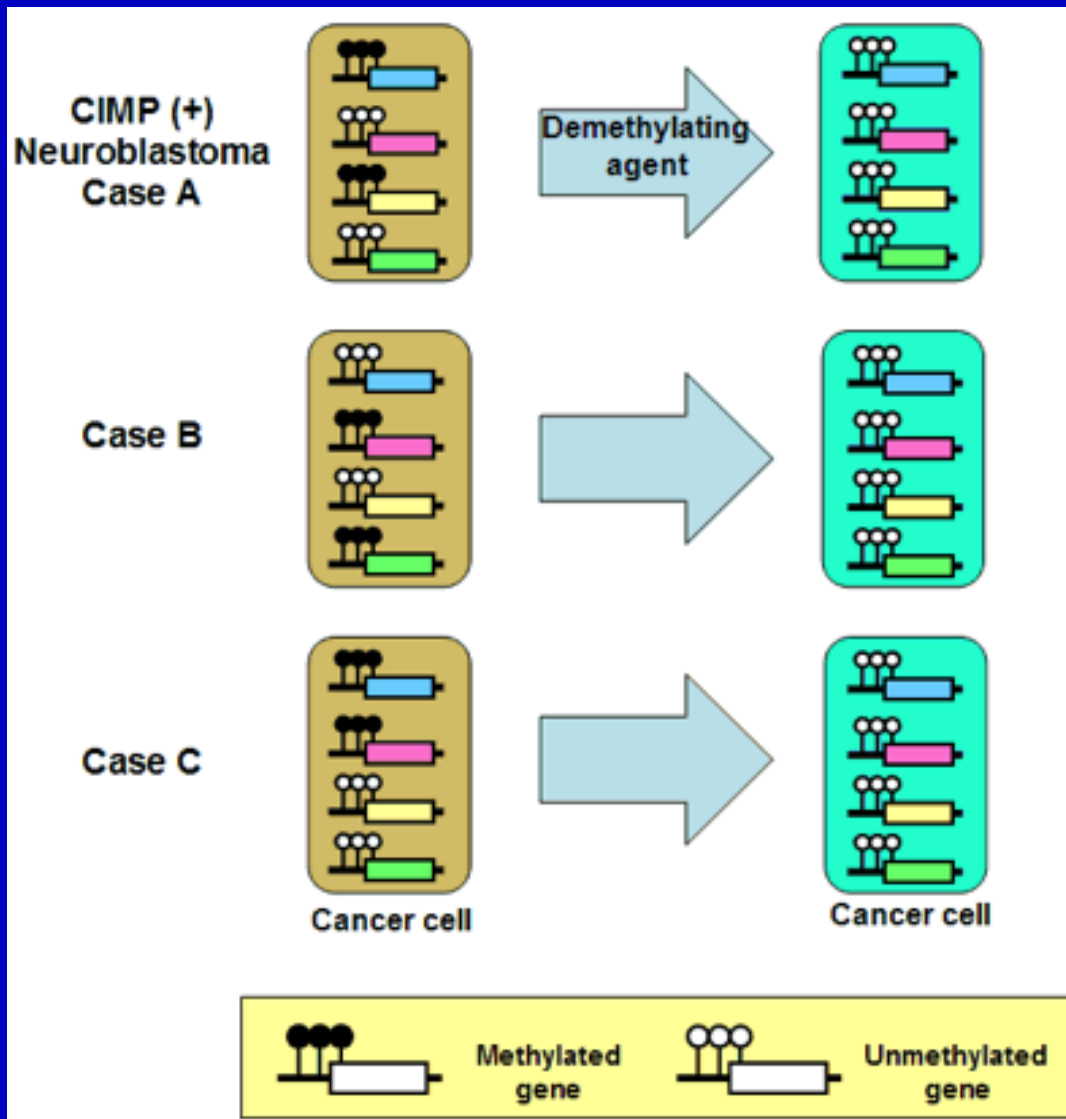 CIMP (+)
Neuroblastoma
Case A
Demethylating
agent
Case B
Case C
Cancer cell
Cancer cell
Methylated
gene
Unmethylated
gene